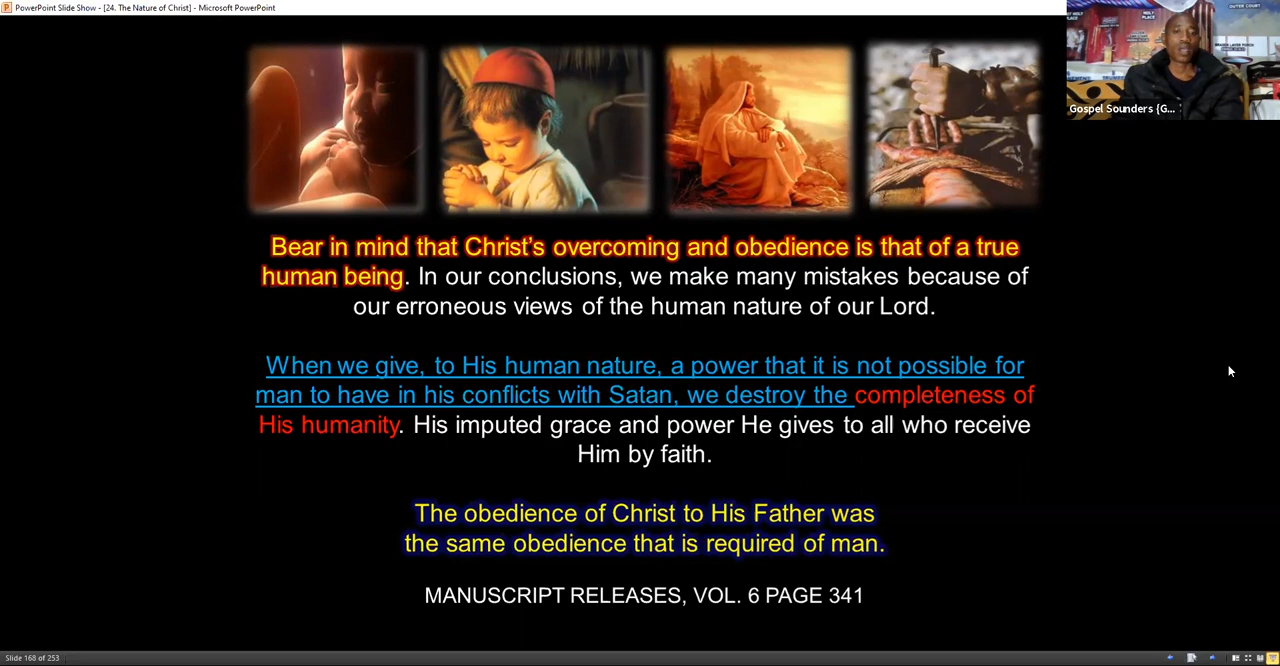 PowerPoint Slide Show - [24. The Nature of Christ] - Microsoft PowerPoint
OUTER COURT
Gospel Sounders {G...
Bear in mind that Christ’s overcoming and obedience is that of a true
human being. In our conclusions, we make many mistakes because of
our erroneous views of the human nature of our Lord.
When we give, to His human nature, a power that it is not possible for
man to have in his conflicts with Satan, we destroy the completeness of
His humanity. His imputed grace and power He gives to all who receive
Him by faith.
The obedience of Christ to His Father was
the same obedience that is required of man.
MANUSCRIPT RELEASES, VOL. 6 PAGE 341
Slide 168 of 253